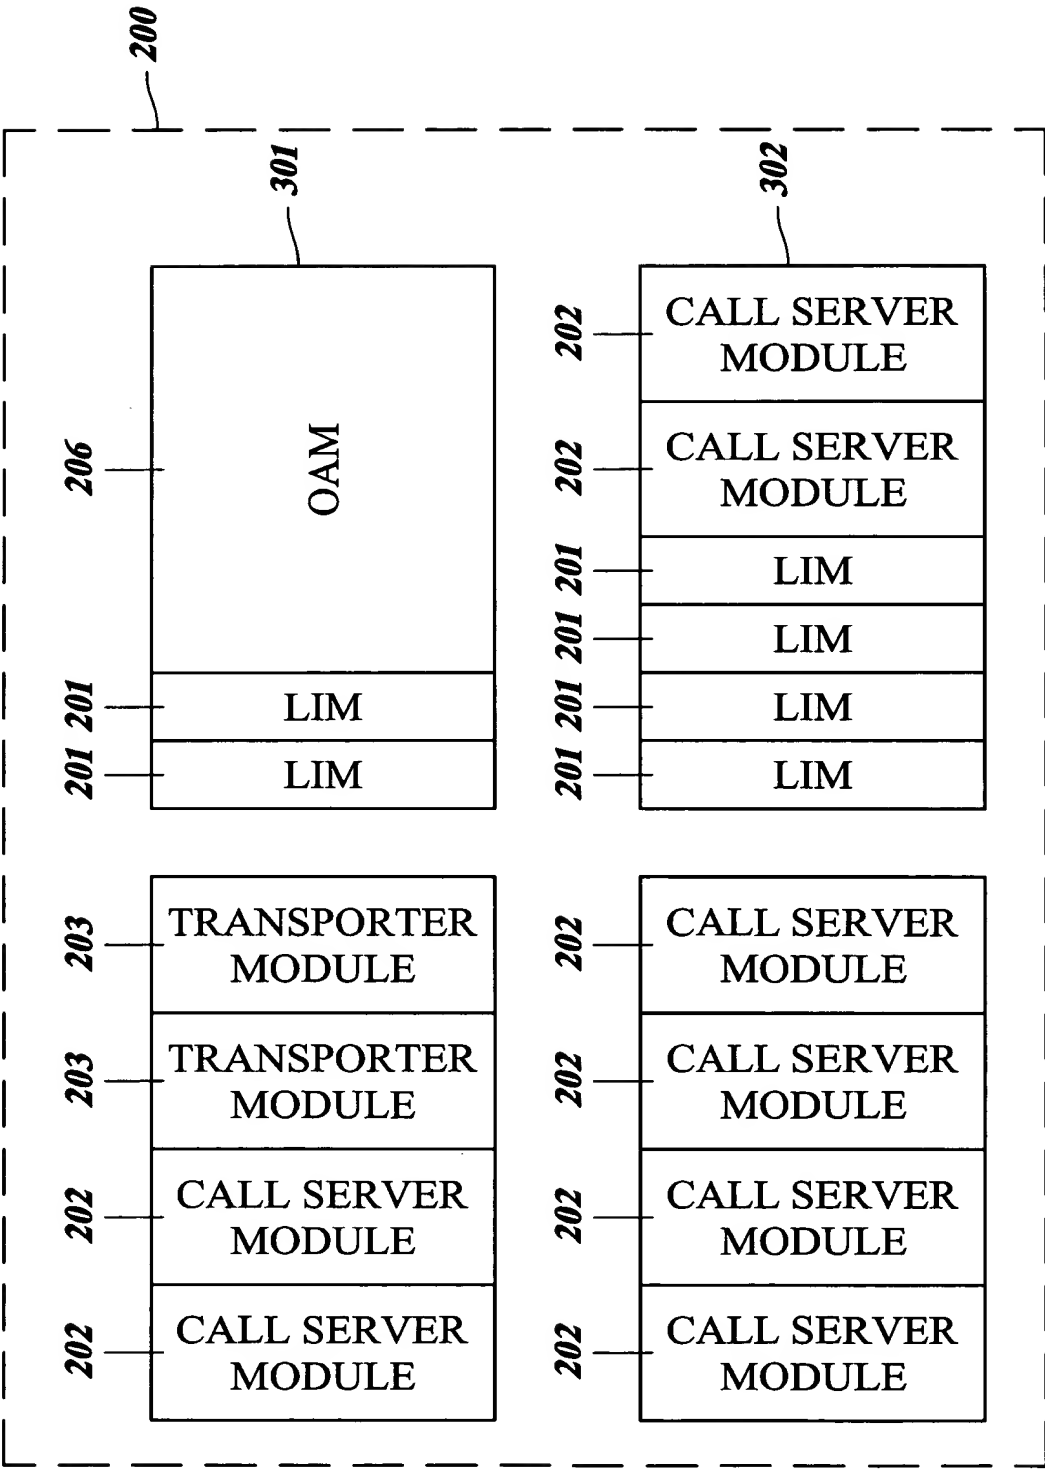 200
301
206
OAM
201
LIM
201
LIM
302
202
CALL SERVER
MODULE
202
CALL SERVER
MODULE
201
LIM
201
LIM
201
LIM
201
LIM
203
TRANSPORTER
MODULE
203
TRANSPORTER
MODULE
202
CALL SERVER
MODULE
202
CALL SERVER
MODULE
202
CALL SERVER
MODULE
202
CALL SERVER
MODULE
202
CALL SERVER
MODULE
202
CALL SERVER
MODULE